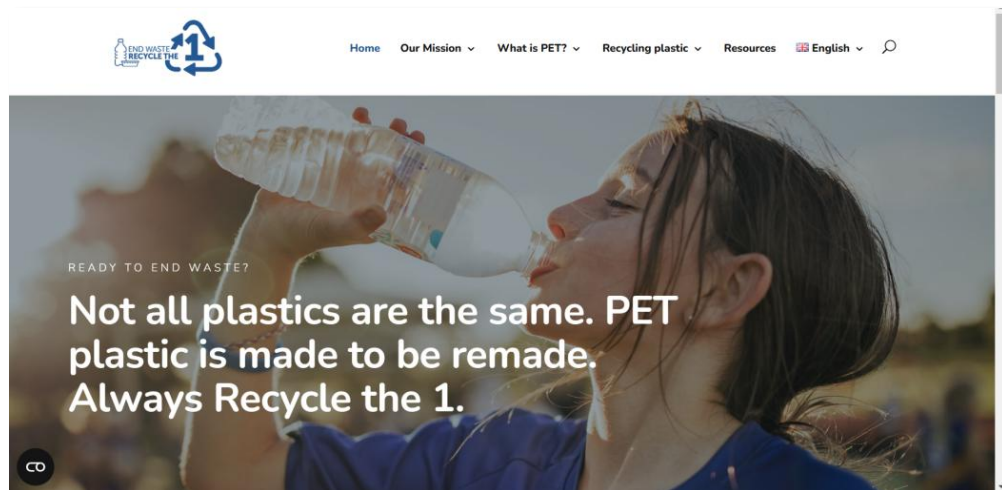 END WASTE
RECYCLE THE 1
Home Our Mission What is PET? Recycling plastic Resources English
READY TO END WASTE?
Not all plastics are the same. PET
plastic is made to be remade.
Always Recycle the 1.